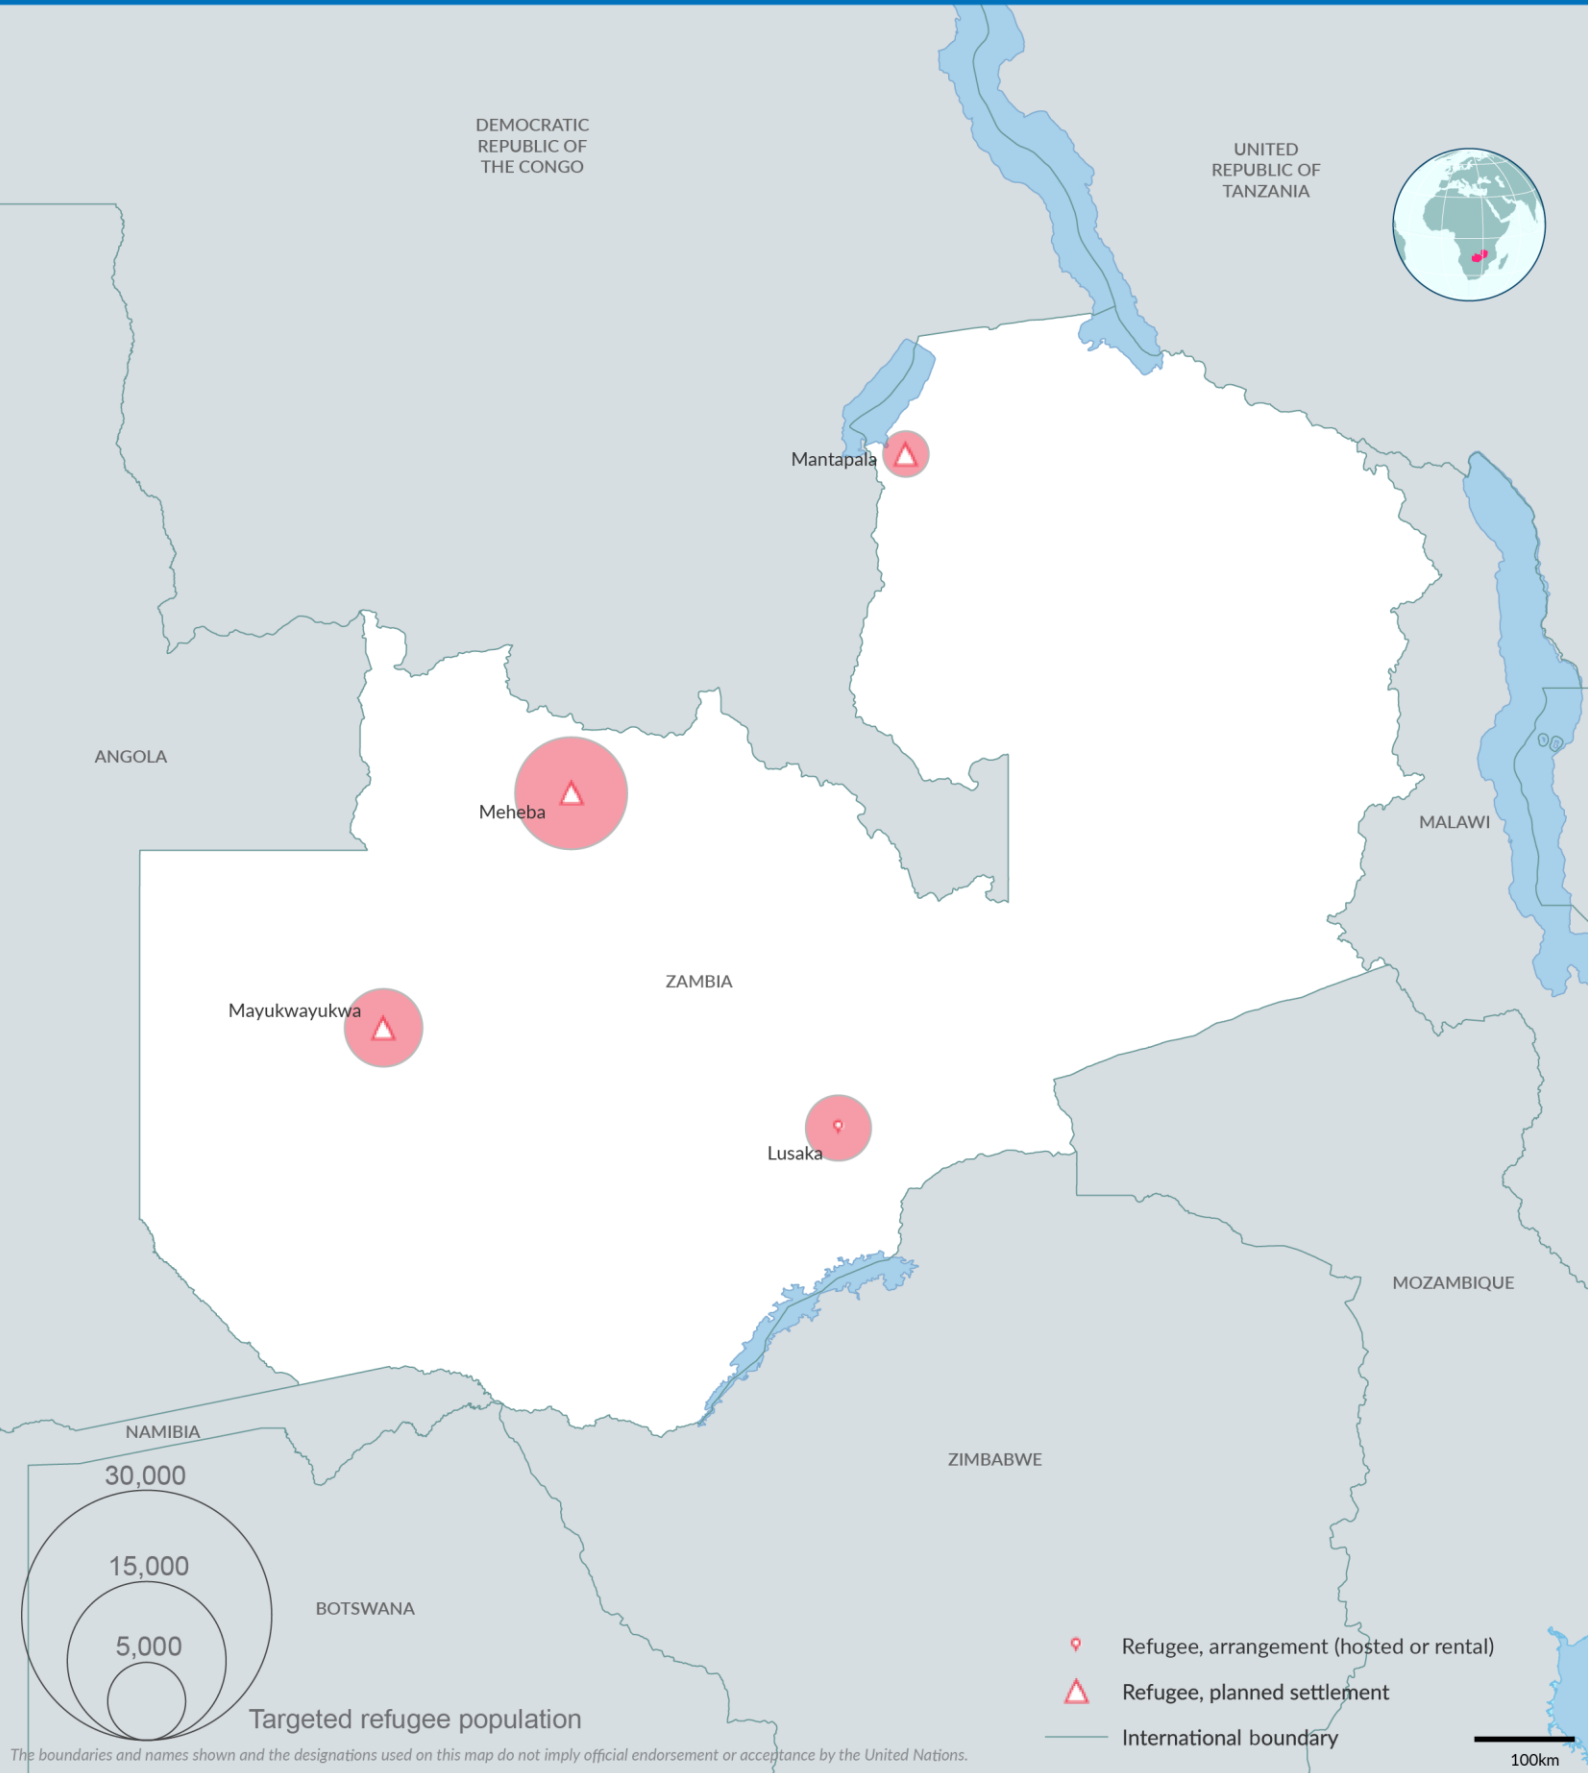 DEMOCRATIC
REPUBLIC OF
THE CONGO
UNITED
REPUBLIC OF
TANZANIA
Mantapala
ANGOLA
Meheba
MALAWI
ZAMBIA
Mayukwayukwa
Lusaka
MOZAMBIQUE
NAMIBIA
ZIMBABWE
30,000
15,000
BOTSWANA
5,000
Targeted refugee population
Refugee, arrangement (hosted or rental)
Refugee, planned settlement
International boundary
100km
The boundaries and names shown and the designations used on this map do not imply official endorsement or acceptance by the United Nations.